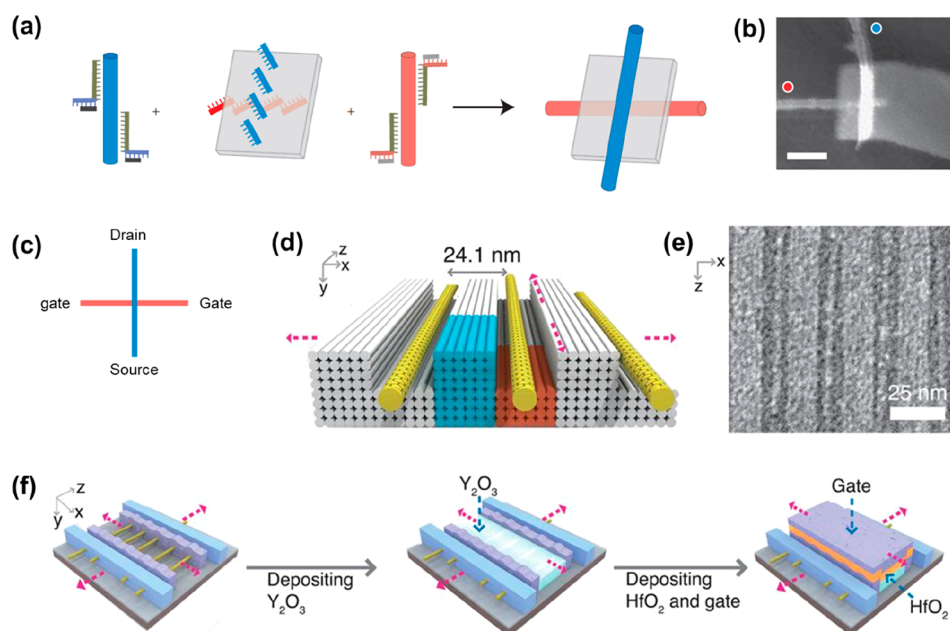 (a)
+
+
(b)
(c)
Drain
gate
Gate
Source
(d)
z
x
y
24.1 nm
(e)
x
z
25 nm
(f)
z
x
y
Depositing
Y₂O₃
Y₂O₃
Depositing
HfO₂ and gate
Gate
HfO₂